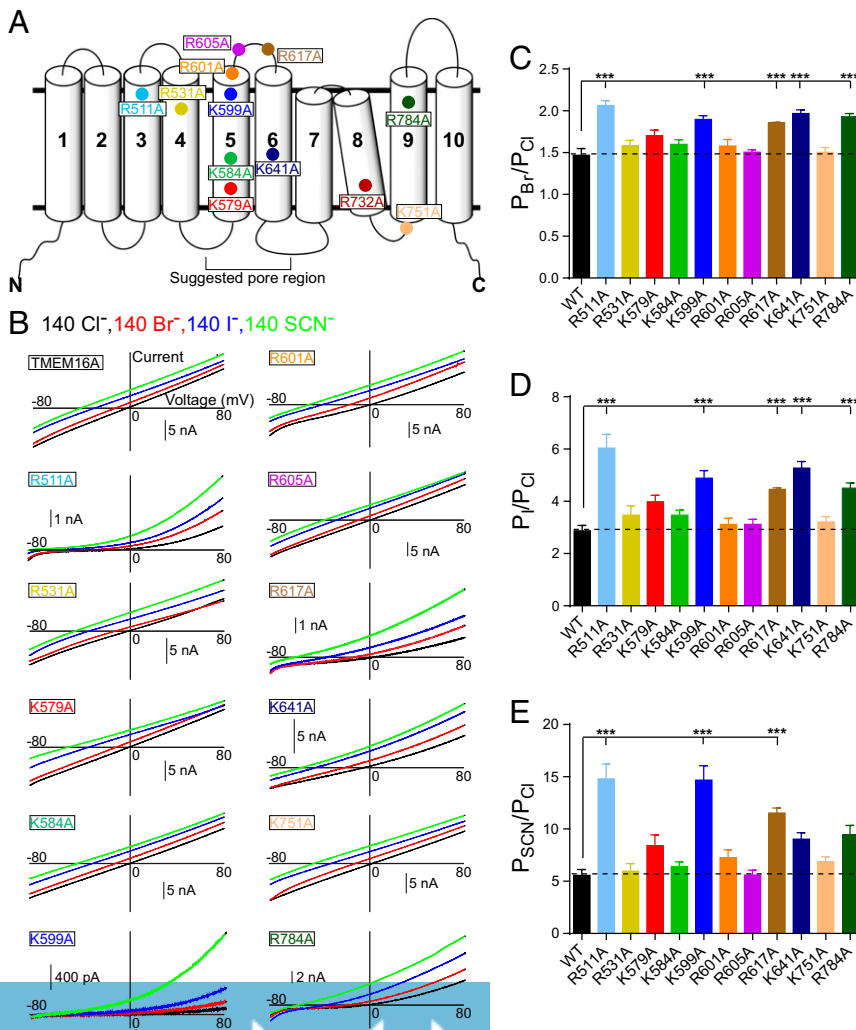 A
R605A
R617A
R601A
R531A
R511A
K599A
R784A
1 2 3 4 5 6 7 8 9 10
K584A
K641A
K579A
R732A
K751A
N
C
Suggested pore region
B
140 Cl⁻,140 Br⁻,140 I⁻,140 SCN⁻
TMEM16A
Current
-80
Voltage (mV)
0
80
5 nA
R601A
-80
0
80
5 nA
R511A
1 nA
-80
0
80
R605A
-80
0
80
5 nA
R531A
-80
0
80
5 nA
R617A
1 nA
-80
0
80
K579A
-80
0
80
5 nA
K641A
5 nA
-80
0
80
K584A
-80
0
80
5 nA
K751A
-80
0
80
5 nA
K599A
400 pA
-80
0
80
R784A
2 nA
-80
0
80
C
PBr/PCl
2.5
2.0
1.5
1.0
0.5
0.0
*** *** *** *** ***
WT R511A R531A K579A K584A K599A R601A R605A R617A K641A K751A R784A
D
PI/PCl
8
6
4
2
0
*** *** *** *** ***
WT R511A R531A K579A K584A K599A R601A R605A R617A K641A K751A R784A
E
PSCN/PCl
20
15
10
5
0
*** *** ***
WT R511A R531A K579A K584A K599A R601A R605A R617A K641A K751A R784A